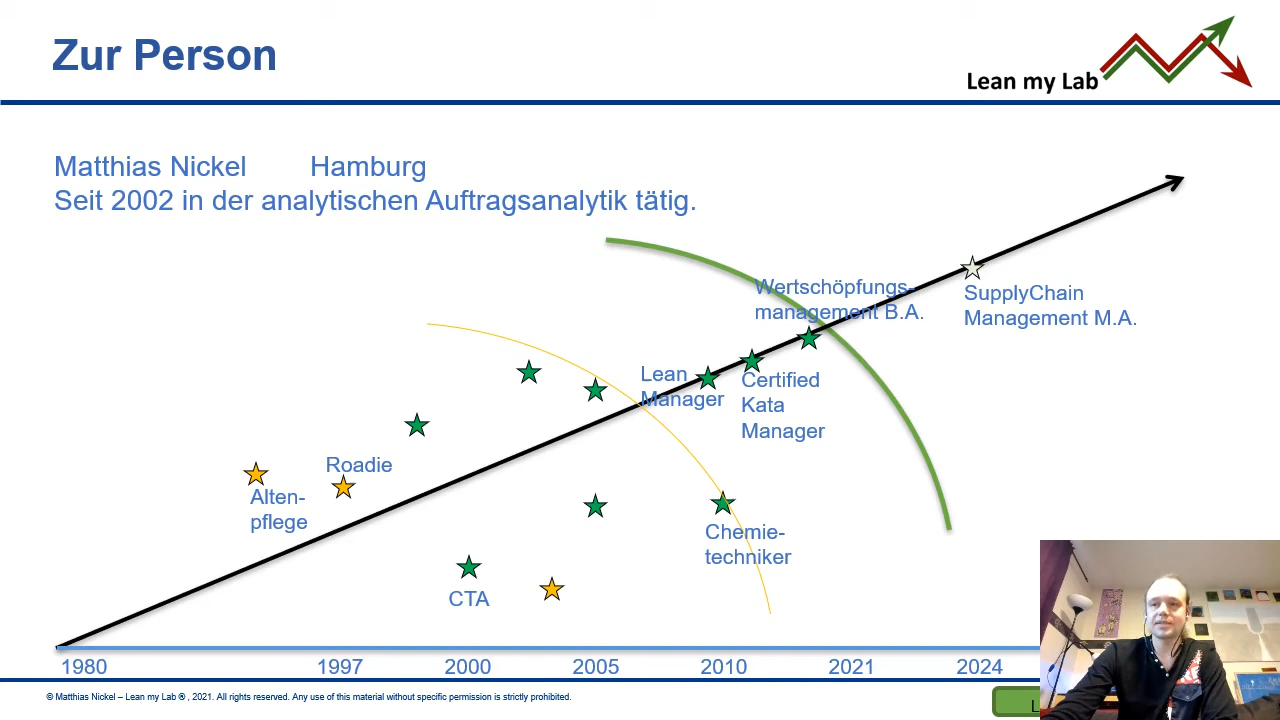 Zur Person
Lean my Lab
Matthias Nickel Hamburg
Seit 2002 in der analytischen Auftragsanalytik tätig.
Wertschöpfungs-
management B.A.
SupplyChain
Management M.A.
Lean
Manager
Certified
Kata
Manager
Roadie
Alten-
pflege
Chemie-
techniker
CTA
1980 1997 2000 2005 2010 2021 2024
© Matthias Nickel – Lean my Lab ® , 2021. All rights reserved. Any use of this material without specific permission is strictly prohibited.